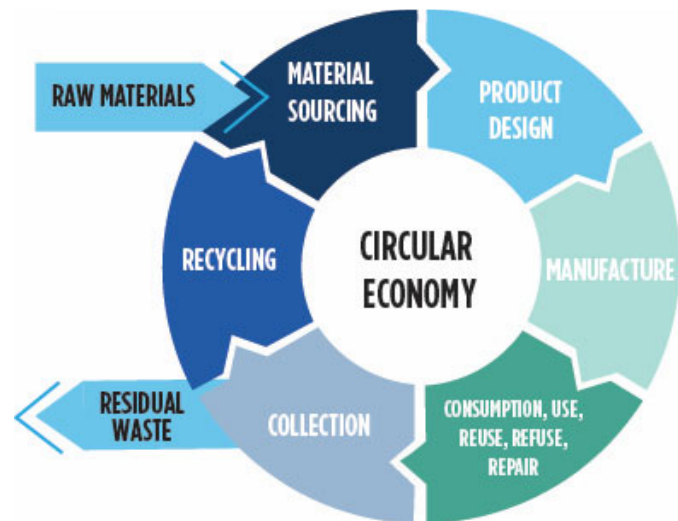 RAW MATERIALS
MATERIAL
SOURCING
PRODUCT
DESIGN
MANUFACTURE
CONSUMPTION, USE,
REUSE, REFUSE,
REPAIR
COLLECTION
RESIDUAL
WASTE
RECYCLING
CIRCULAR
ECONOMY